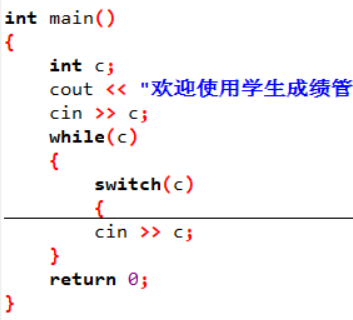 int main()
{
int c;
cout << "欢迎使用学生成绩管
cin >> c;
while(c)
{
switch(c)
{
cin >> c;
}
return 0;
}